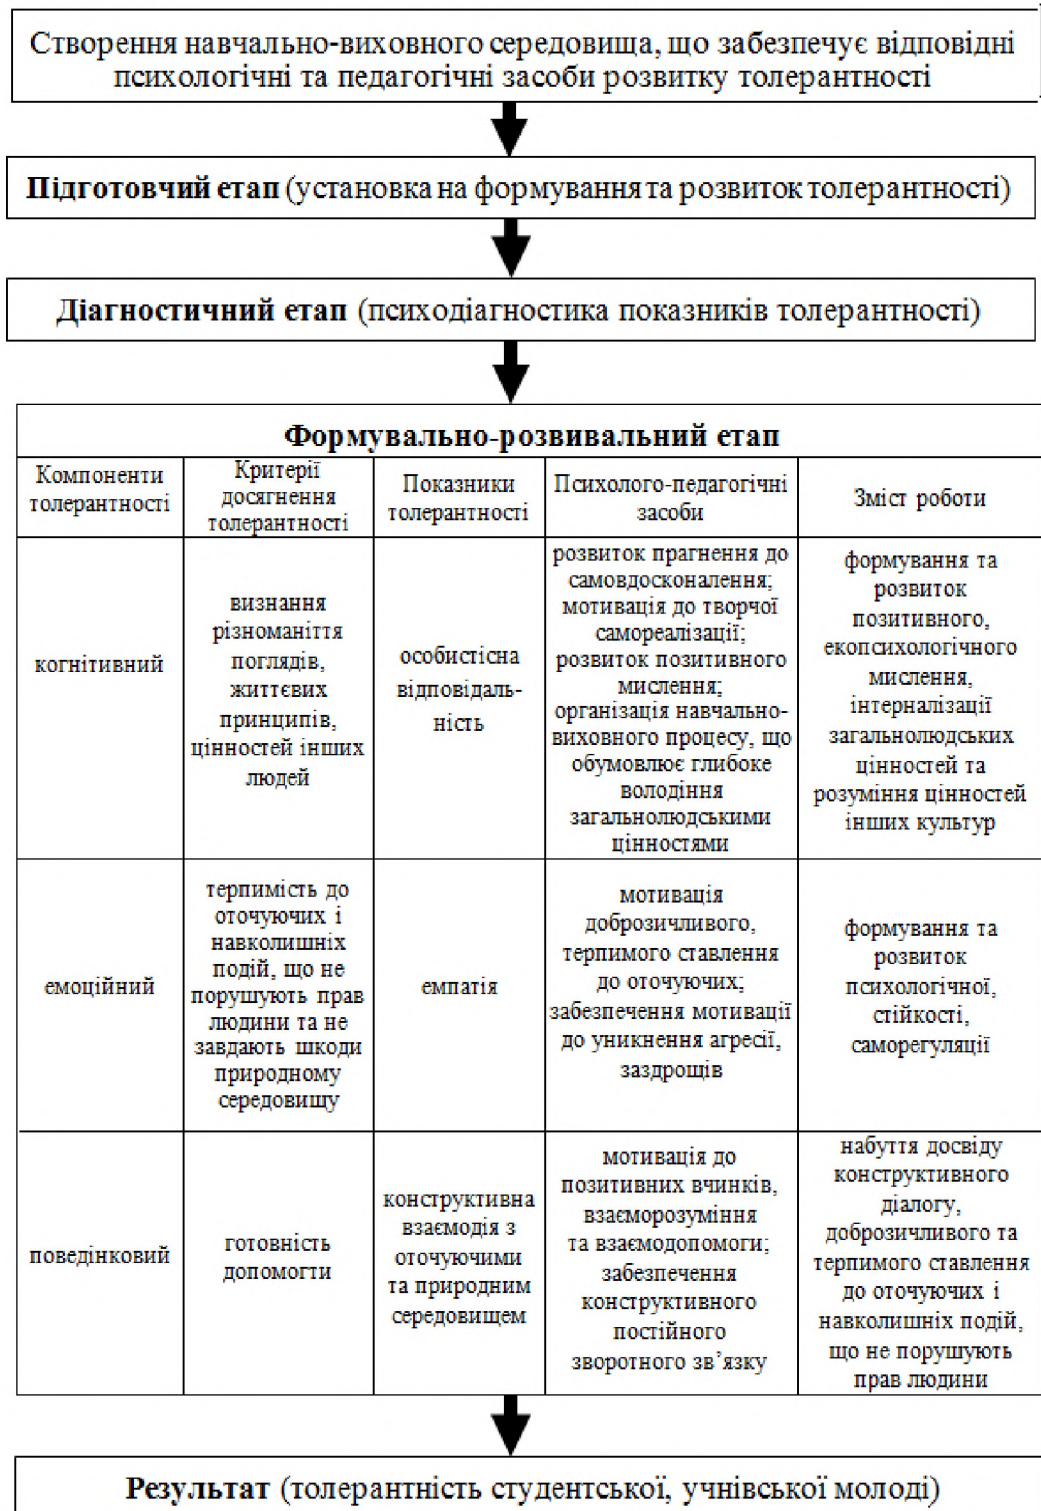 Створення навчально-виховного середовища, що забезпечує відповідні
психологічні та педагогічні засоби розвитку толерантності
Підготовчий етап (установка на формування та розвиток толерантності)
Діагностичний етап (психодіагностика показників толерантності)
Формувально-розвивальний етап
Компоненти
толерантності
Критерії
досягнення
толерантності
Показники
толерантності
Психолого-педагогічні
засоби
Зміст роботи
когнітивний
визнання
різноманіття
поглядів,
життєвих
принципів,
цінностей інших
людей
особистісна
відповідаль-
ність
розвиток прагнення до
самовдосконалення;
мотивація до творчої
самореалізації;
розвиток позитивного
мислення;
організація навчально-
виховного процесу, що
обумовлює глибоке
володіння
загальнолюдськими
цінностями
формування та
розвиток
позитивного,
екопсихологічного
мислення,
інтерналізації
загальнолюдських
цінностей та
розуміння цінностей
інших культур
емоційний
терпимість до
оточуючих і
навколишніх
подій, що не
порушують прав
людини та не
завдають шкоди
природному
середовищу
емпатія
мотивація
доброзичливого,
терпимого ставлення
до оточуючих;
забезпечення мотивації
до уникнення агресії,
заздрощів
формування та
розвиток
психологічної,
стійкості,
саморегуляції
поведінковий
готовність
допомогти
конструктивна
взаємодія з
оточуючими
та природним
середовищем
мотивація до
позитивних вчинків,
взаєморозуміння
та взаємодопомоги;
забезпечення
конструктивного
постійного
зворотного зв’язку
набуття досвіду
конструктивного
діалогу,
доброзичливого та
терпимого ставлення
до оточуючих і
навколишніх подій,
що не порушують
прав людини
Результат (толерантність студентської, учнівської молоді)